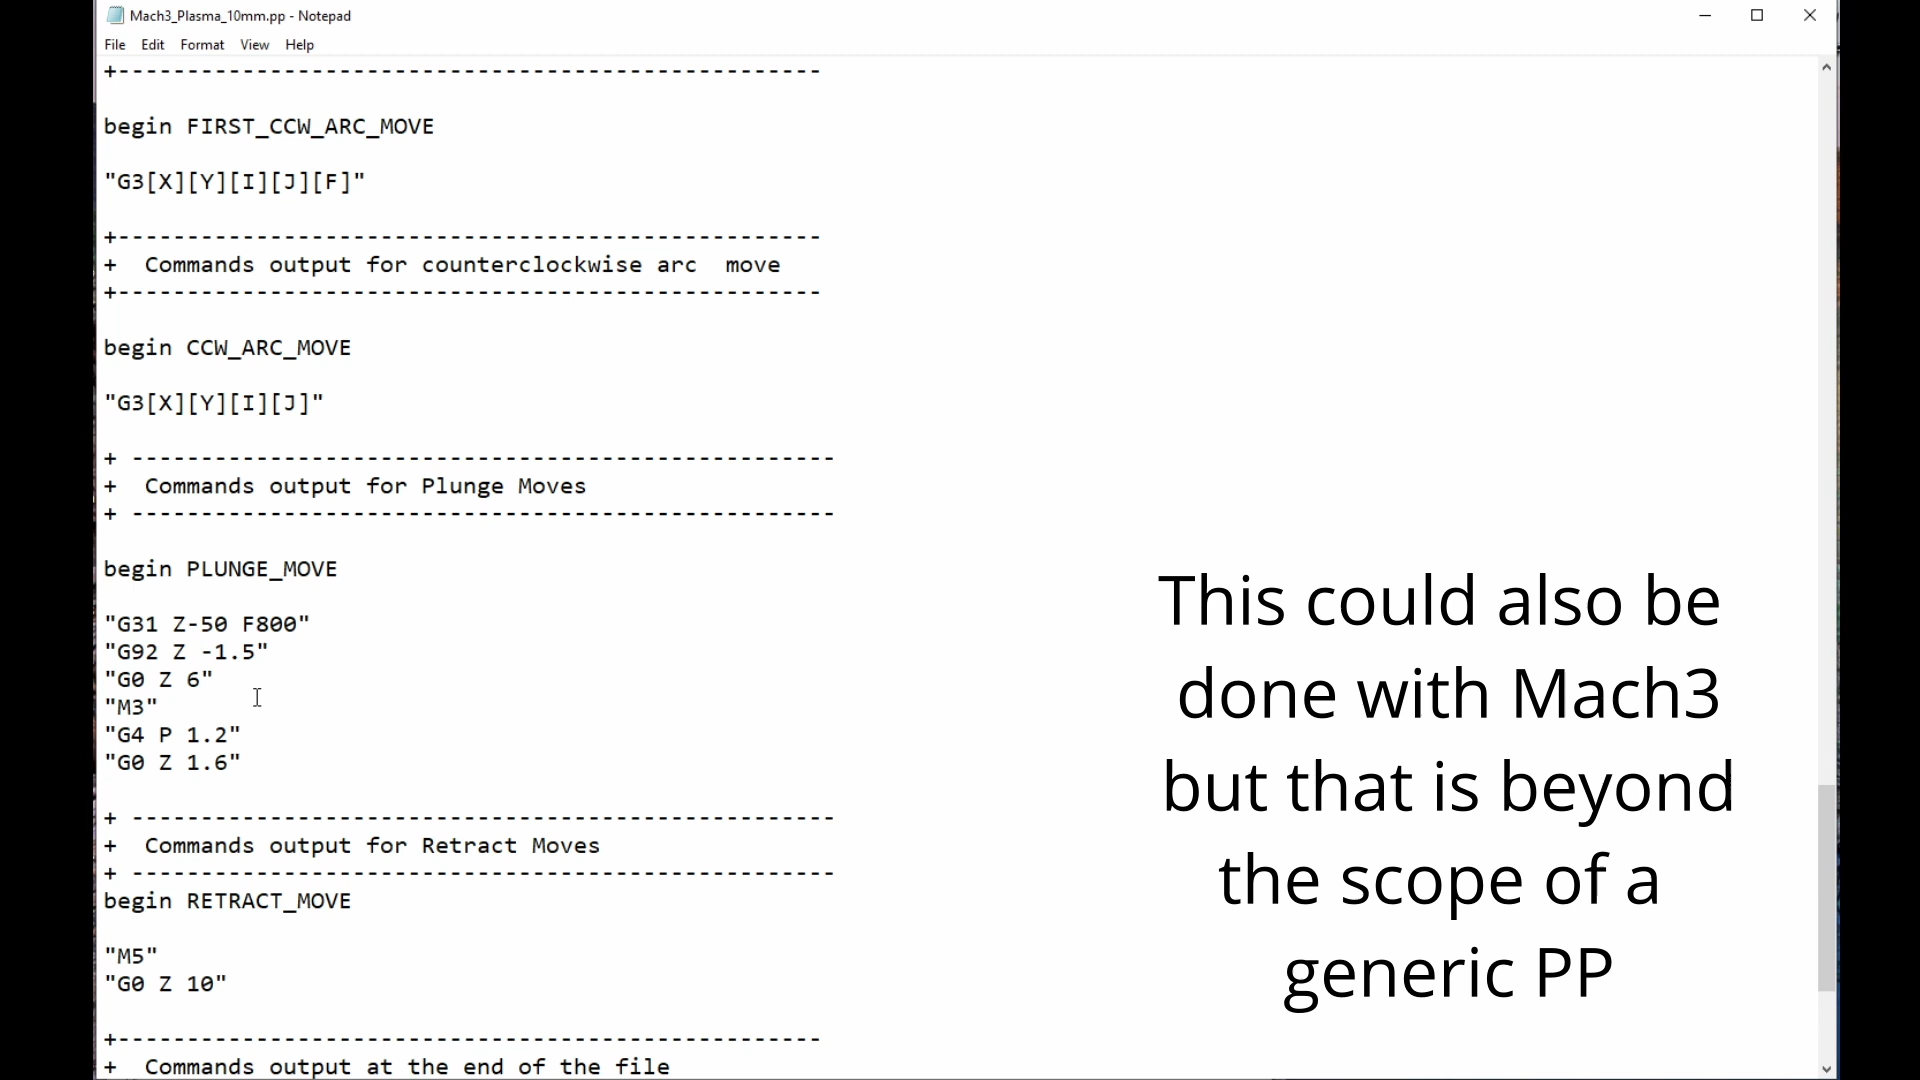 Mach3_Plasma_10mm.pp - Notepad
File Edit Format View Help
+---------------------------------------------------
begin FIRST_CCW_ARC_MOVE
"G3[X][Y][I][J][F]"
+---------------------------------------------------
+  Commands output for counterclockwise arc  move
+---------------------------------------------------
begin CCW_ARC_MOVE
"G3[X][Y][I][J]"
+ ---------------------------------------------------
+  Commands output for Plunge Moves
+ ---------------------------------------------------
begin PLUNGE_MOVE
"G31 Z-50 F800"
"G92 Z -1.5"
"G0 Z 6"
"M3"
"G4 P 1.2"
"G0 Z 1.6"
+ ---------------------------------------------------
+  Commands output for Retract Moves
+ ---------------------------------------------------
begin RETRACT_MOVE
"M5"
"G0 Z 10"
+---------------------------------------------------
+  Commands output at the end of the file
This could also be
done with Mach3
but that is beyond
the scope of a
generic PP